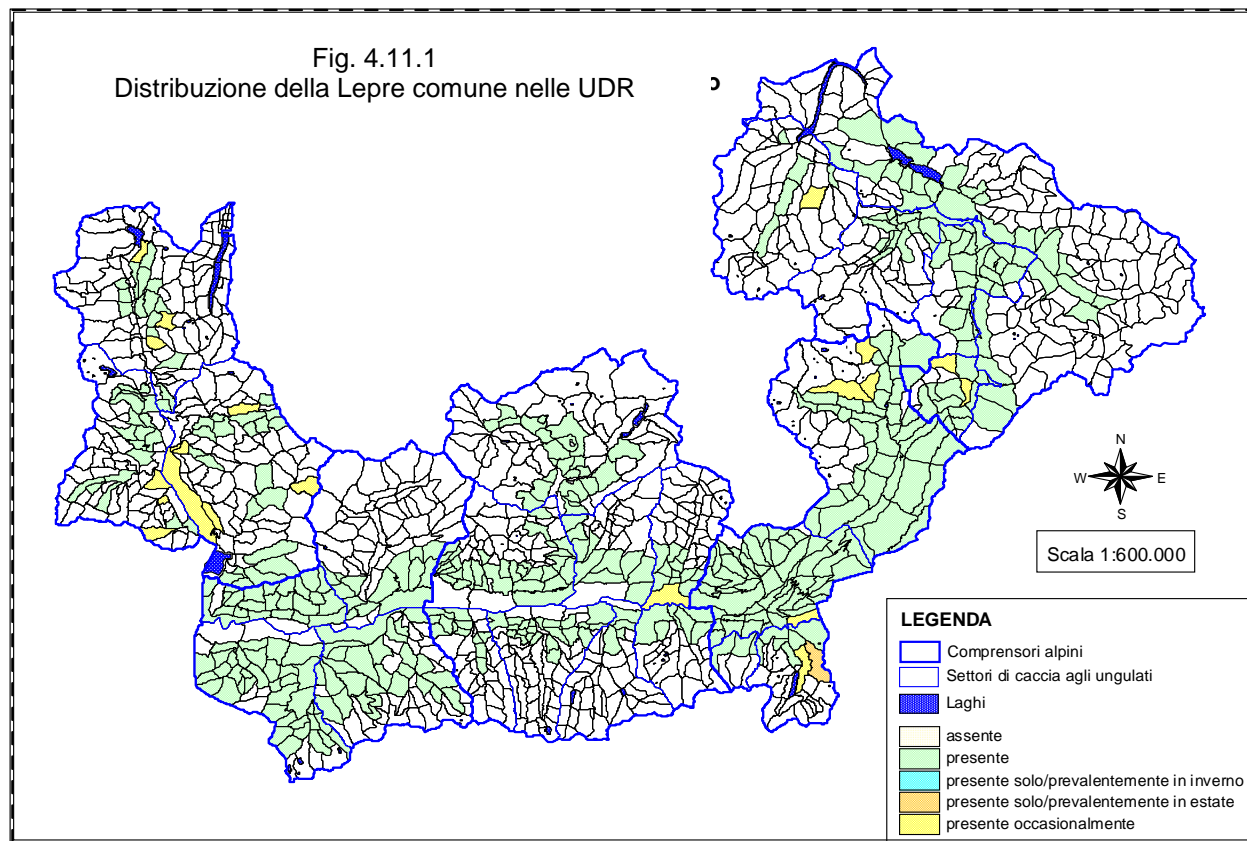 Fig. 4.11.1
Distribuzione della Lepre comune nelle UDR
o
N
W E
S
Scala 1:600.000
LEGENDA
Comprensori alpini
Settori di caccia agli ungulati
Laghi
assente
presente
presente solo/prevalentemente in inverno
presente solo/prevalentemente in estate
presente occasionalmente